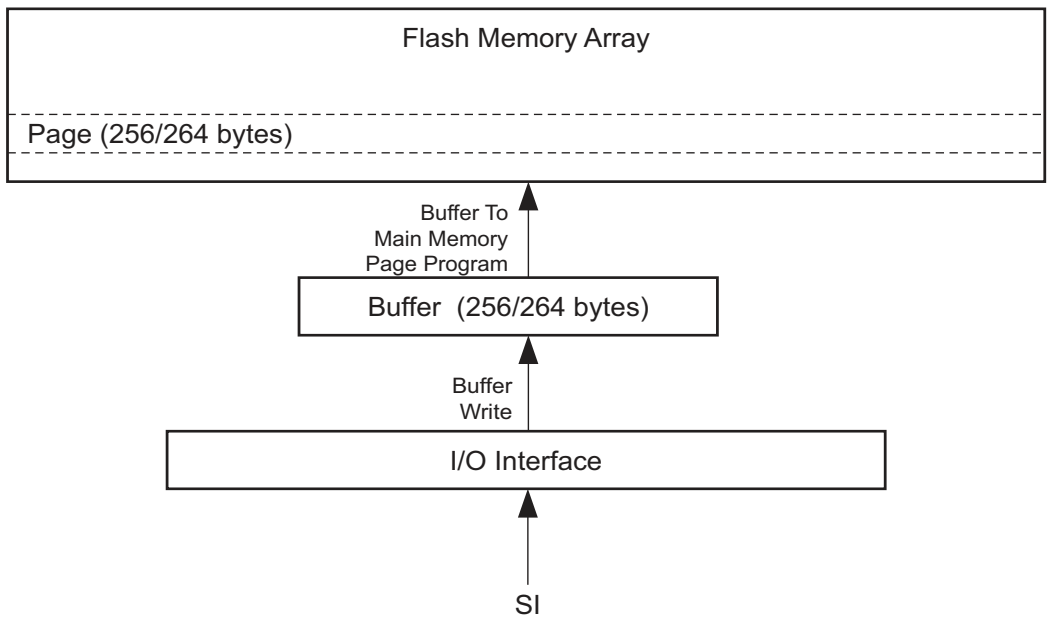 Flash Memory Array
Page (256/264 bytes)
Buffer To
Main Memory
Page Program
Buffer (256/264 bytes)
Buffer
Write
I/O Interface
SI